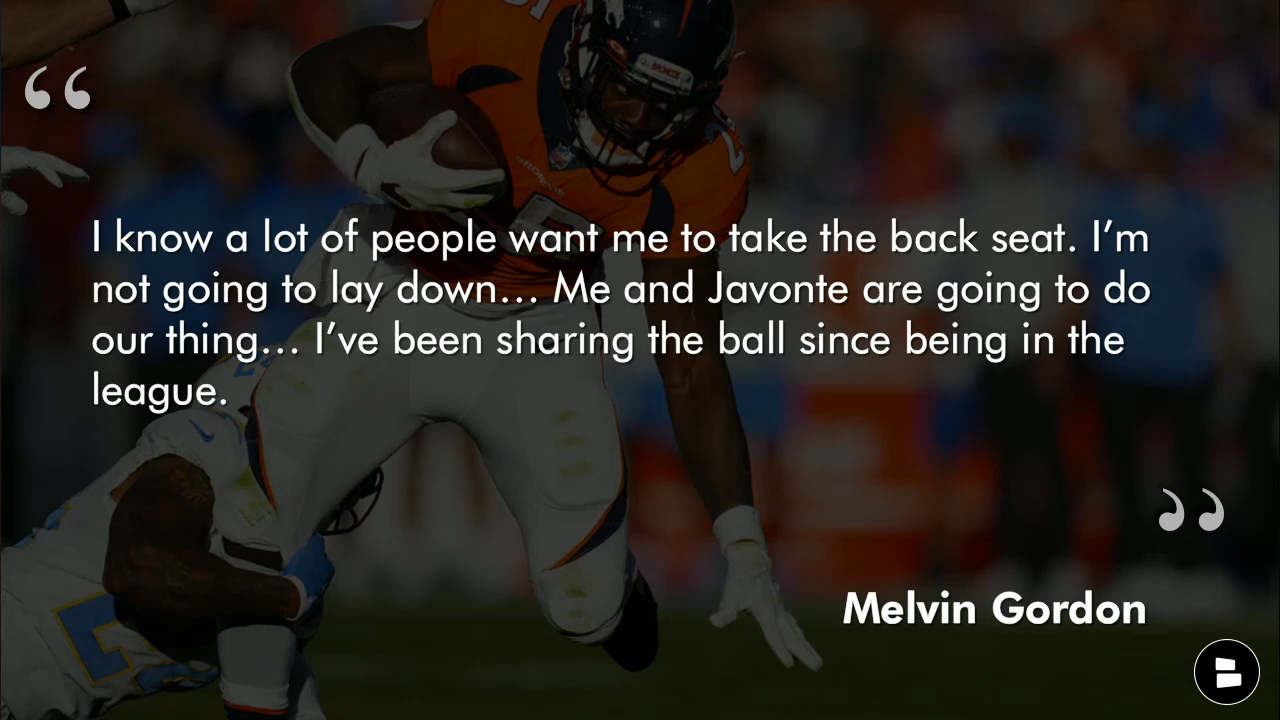 “
I know a lot of people want me to take the back seat. I’m
not going to lay down… Me and Javonte are going to do
our thing… I’ve been sharing the ball since being in the
league.
”
Melvin Gordon
BRONCOS